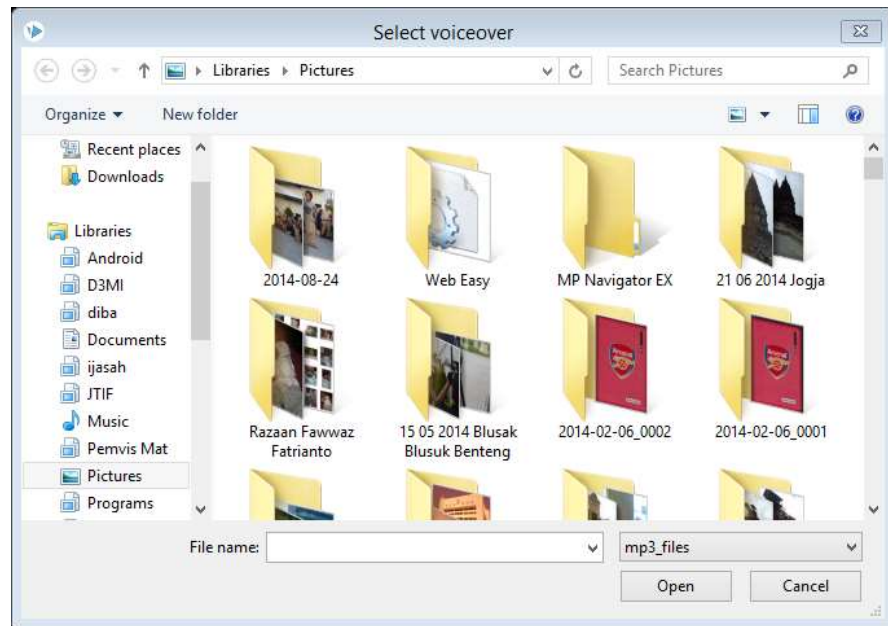 Select voiceover
Libraries Pictures
Search Pictures
Organize
New folder
Recent places
Downloads
Libraries
Android
D3MI
diba
Documents
ijasah
JTIF
Music
Pemvis Mat
Pictures
Programs
2014-08-24
Web Easy
MP Navigator EX
21 06 2014 Jogja
Razaan Fawwaz
Fatrianto
15 05 2014 Blusak
Blusuk Benteng
2014-02-06_0002
2014-02-06_0001
File name:
mp3_files
Open
Cancel